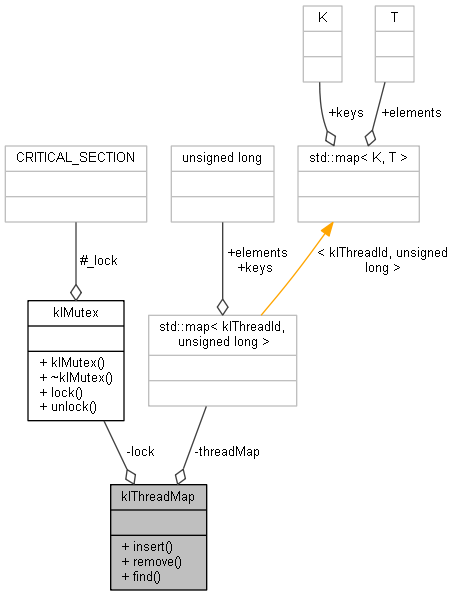 K
T
+keys
+elements
CRITICAL_SECTION
unsigned long
std::map< K, T >
#_lock
+elements
+keys
< klThreadId, unsigned
long >
klMutex
+ klMutex()
+ ~klMutex()
+ lock()
+ unlock()
std::map< klThreadId,
unsigned long >
-lock
-threadMap
klThreadMap
+ insert()
+ remove()
+ find()